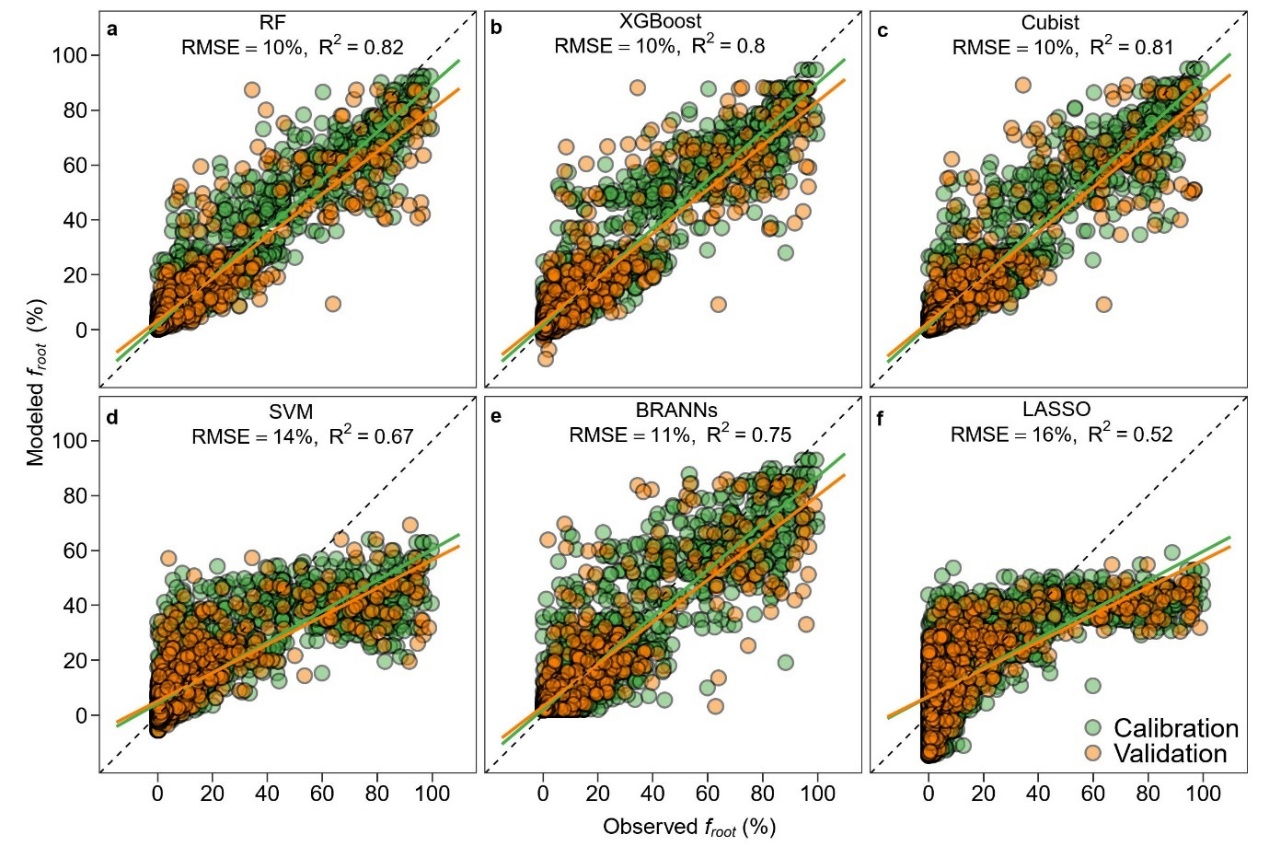 a
RF
RMSE = 10%, R² = 0.82
b
XGBoost
RMSE = 10%, R² = 0.8
c
Cubist
RMSE = 10%, R² = 0.81
100
80
60
40
20
0
d
SVM
RMSE = 14%, R² = 0.67
e
BRANNs
RMSE = 11%, R² = 0.75
f
LASSO
RMSE = 16%, R² = 0.52
100
80
60
40
20
0
Calibration
Validation
0 20 40 60 80 100
0 20 40 60 80 100
0 20 40 60 80 100
Modeled froot (%)
Observed froot (%)